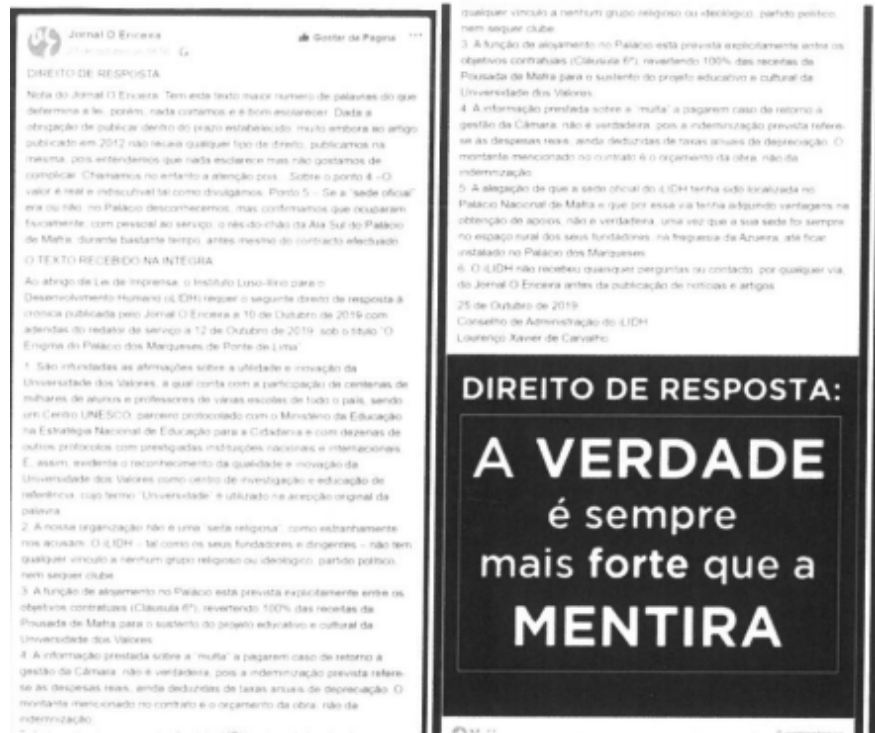 Jornal O Ericeira
Gostar da Página ...
DIREITO DE RESPOSTA
Nota do Jornal O Ericeira: Tem este texto maior número de palavras do que
determina a lei, porém, nada cortamos e é bom esclarecer. Dada a
obrigação de publicar dentro do prazo estabelecido, muito embora ao artigo
publicado em 2012 não recaia qualquer tipo de direito, publicamos na
mesma, pois entendemos que nada esclarece mas não gostamos de
complicar. Chamamos no entanto a atenção pois... Sobre o ponto 4 –O
valor é real e indiscutível tal como divulgamos. Ponto 5 – Se a "sede oficial"
era ou não, no Palácio desconhecemos, mas confirmamos que ocuparam
fisicamente, com pessoal ao serviço, o rés-do-chão da Ala Sul do Palácio
de Mafra, durante bastante tempo, antes mesmo do contracto efectuado.
O TEXTO RECEBIDO NA INTEGRA
Ao abrigo da Lei de Imprensa, o Instituto Luso-Ilírio para o
Desenvolvimento Humano (iLIDH) requer o seguinte direito de resposta à
crónica publicada pelo Jornal O Ericeira a 10 de Outubro de 2019 com
adendas do redator de serviço a 12 de Outubro de 2019, sob o título "O
Enigma do Palácio dos Marqueses de Ponte de Lima"
1. São infundadas as afirmações sobre a utilidade e inovação da
Universidade dos Valores, a qual conta com a participação de centenas de
milhares de alunos e professores de várias escolas de todo o país, sendo
um Centro UNESCO, parceiro protocolado com o Ministério da Educação
na Estratégia Nacional de Educação para a Cidadania e com dezenas de
outros protocolos com prestigiadas instituições nacionais e internacionais.
É, assim, evidente o reconhecimento da qualidade e inovação da
Universidade dos Valores como centro de investigação e educação de
referência, cujo termo "Universidade" é utilizado na acepção original da
palavra.
2. A nossa organização não é uma "seita religiosa", como estranhamente
nos acusam. O iLIDH – tal como os seus fundadores e dirigentes – não tem
qualquer vínculo a nenhum grupo religioso ou ideológico, partido político,
nem sequer clube.
3. A função de alojamento no Palácio está prevista explicitamente entre os
objetivos contratuais (Cláusula 6ª), revertendo 100% das receitas da
Pousada de Mafra para o sustento do projeto educativo e cultural da
Universidade dos Valores.
4. A informação prestada sobre a "multa" a pagarem caso de retorno à
gestão da Câmara, não é verdadeira, pois a indeminização prevista refere-
se às despesas reais, ainda deduzidas de taxas anuais de depreciação. O
montante mencionado no contrato é o orçamento da obra, não da
indemnização.
qualquer vínculo a nenhum grupo religioso ou ideológico, partido político,
nem sequer clube.
3. A função de alojamento no Palácio está prevista explicitamente entre os
objetivos contratuais (Cláusula 6ª), revertendo 100% das receitas da
Pousada de Mafra para o sustento do projeto educativo e cultural da
Universidade dos Valores.
4. A informação prestada sobre a "multa" a pagarem caso de retorno à
gestão da Câmara, não é verdadeira, pois a indeminização prevista refere-
se às despesas reais, ainda deduzidas de taxas anuais de depreciação. O
montante mencionado no contrato é o orçamento da obra, não da
indemnização.
5. A alegação de que a sede oficial do iLIDH tenha sido localizada no
Palácio Nacional de Mafra e que por essa via tenha adquirido vantagens na
obtenção de apoios, não é verdadeira, uma vez que a sua sede foi sempre
no espaço rural dos seus fundadores, na freguesia da Azueira, até ficar
instalado no Palácio dos Marqueses.
6. O iLIDH não recebeu quaisquer perguntas ou contacto, por qualquer via,
do Jornal O Ericeira antes da publicação de notícias e artigos.
25 de Outubro de 2019
Conselho de Administração do iLIDH
Lourenço Xavier de Carvalho
DIREITO DE RESPOSTA:
A VERDADE
é sempre
mais forte que a
MENTIRA